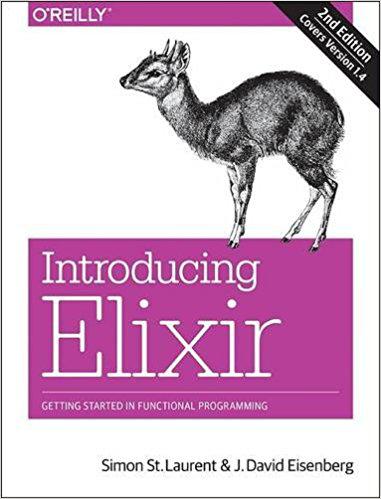 O'REILLY®
2nd Edition
Covers Version 1.4
Introducing
Elixir
GETTING STARTED IN FUNCTIONAL PROGRAMMING
Simon St. Laurent & J. David Eisenberg